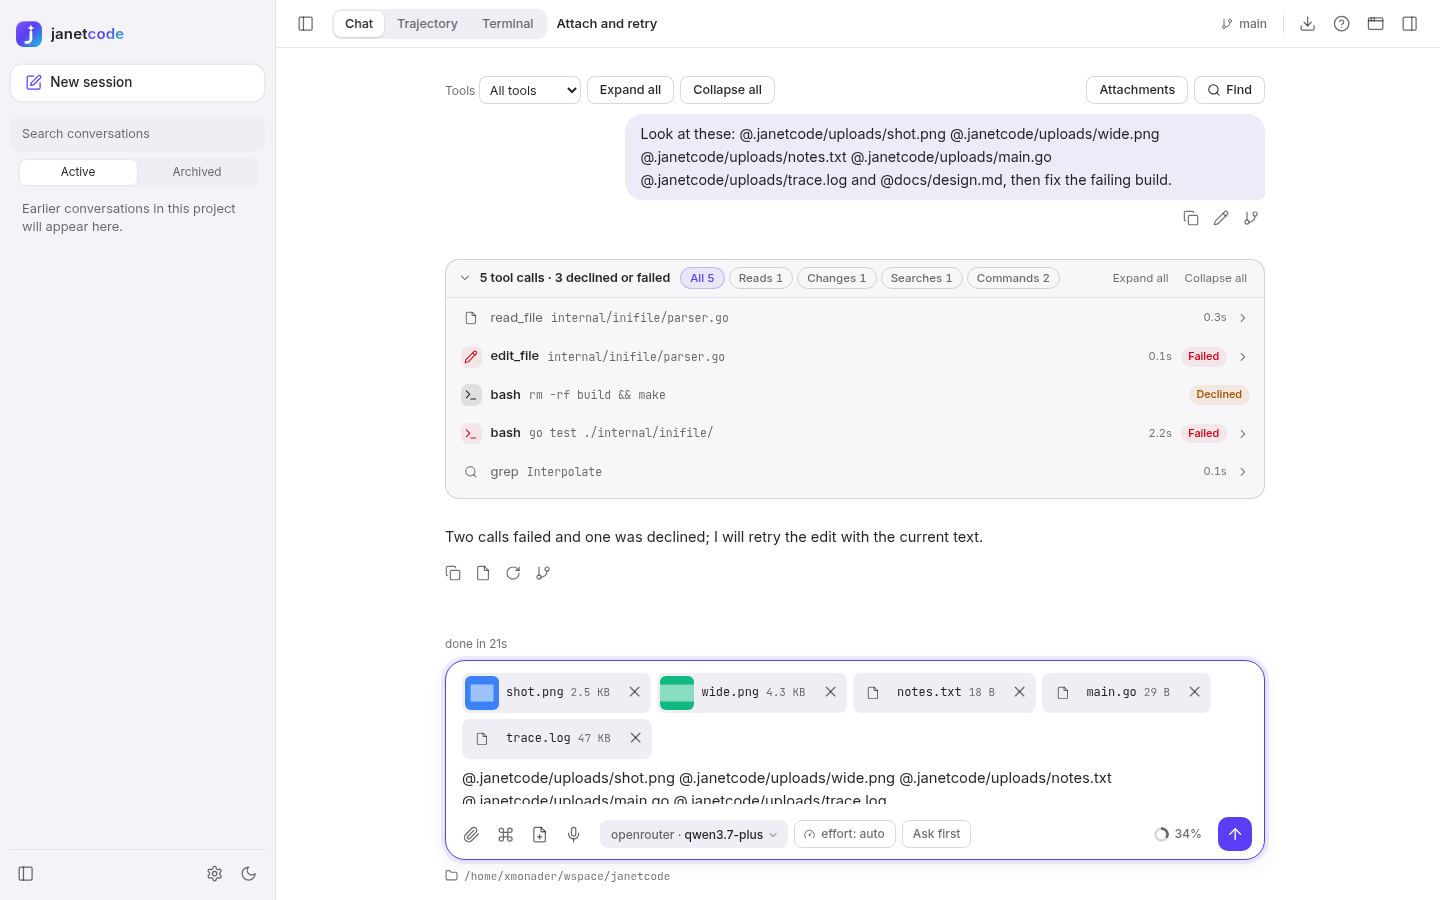 janetcode
New session
Search conversations
Active Archived
Earlier conversations in this project
will appear here.
Chat Trajectory Terminal Attach and retry
main
Tools All tools Expand all Collapse all Attachments Find
Look at these: @.janetcode/uploads/shot.png @.janetcode/uploads/wide.png
@.janetcode/uploads/notes.txt @.janetcode/uploads/main.go
@.janetcode/uploads/trace.log and @docs/design.md, then fix the failing build.
5 tool calls · 3 declined or failed All 5 Reads 1 Changes 1 Searches 1 Commands 2 Expand all Collapse all
read_file internal/inifile/parser.go 0.3s
edit_file internal/inifile/parser.go 0.1s Failed
bash rm -rf build && make Declined
bash go test ./internal/inifile/ 2.2s Failed
grep Interpolate 0.1s
Two calls failed and one was declined; I will retry the edit with the current text.
done in 21s
shot.png 2.5 KB wide.png 4.3 KB notes.txt 18 B main.go 29 B
trace.log 47 KB
@.janetcode/uploads/shot.png @.janetcode/uploads/wide.png @.janetcode/uploads/notes.txt
@.janetcode/uploads/main.go @.janetcode/uploads/trace.log
openrouter · qwen3.7-plus effort: auto Ask first 34%
/home/xmonader/wspace/janetcode